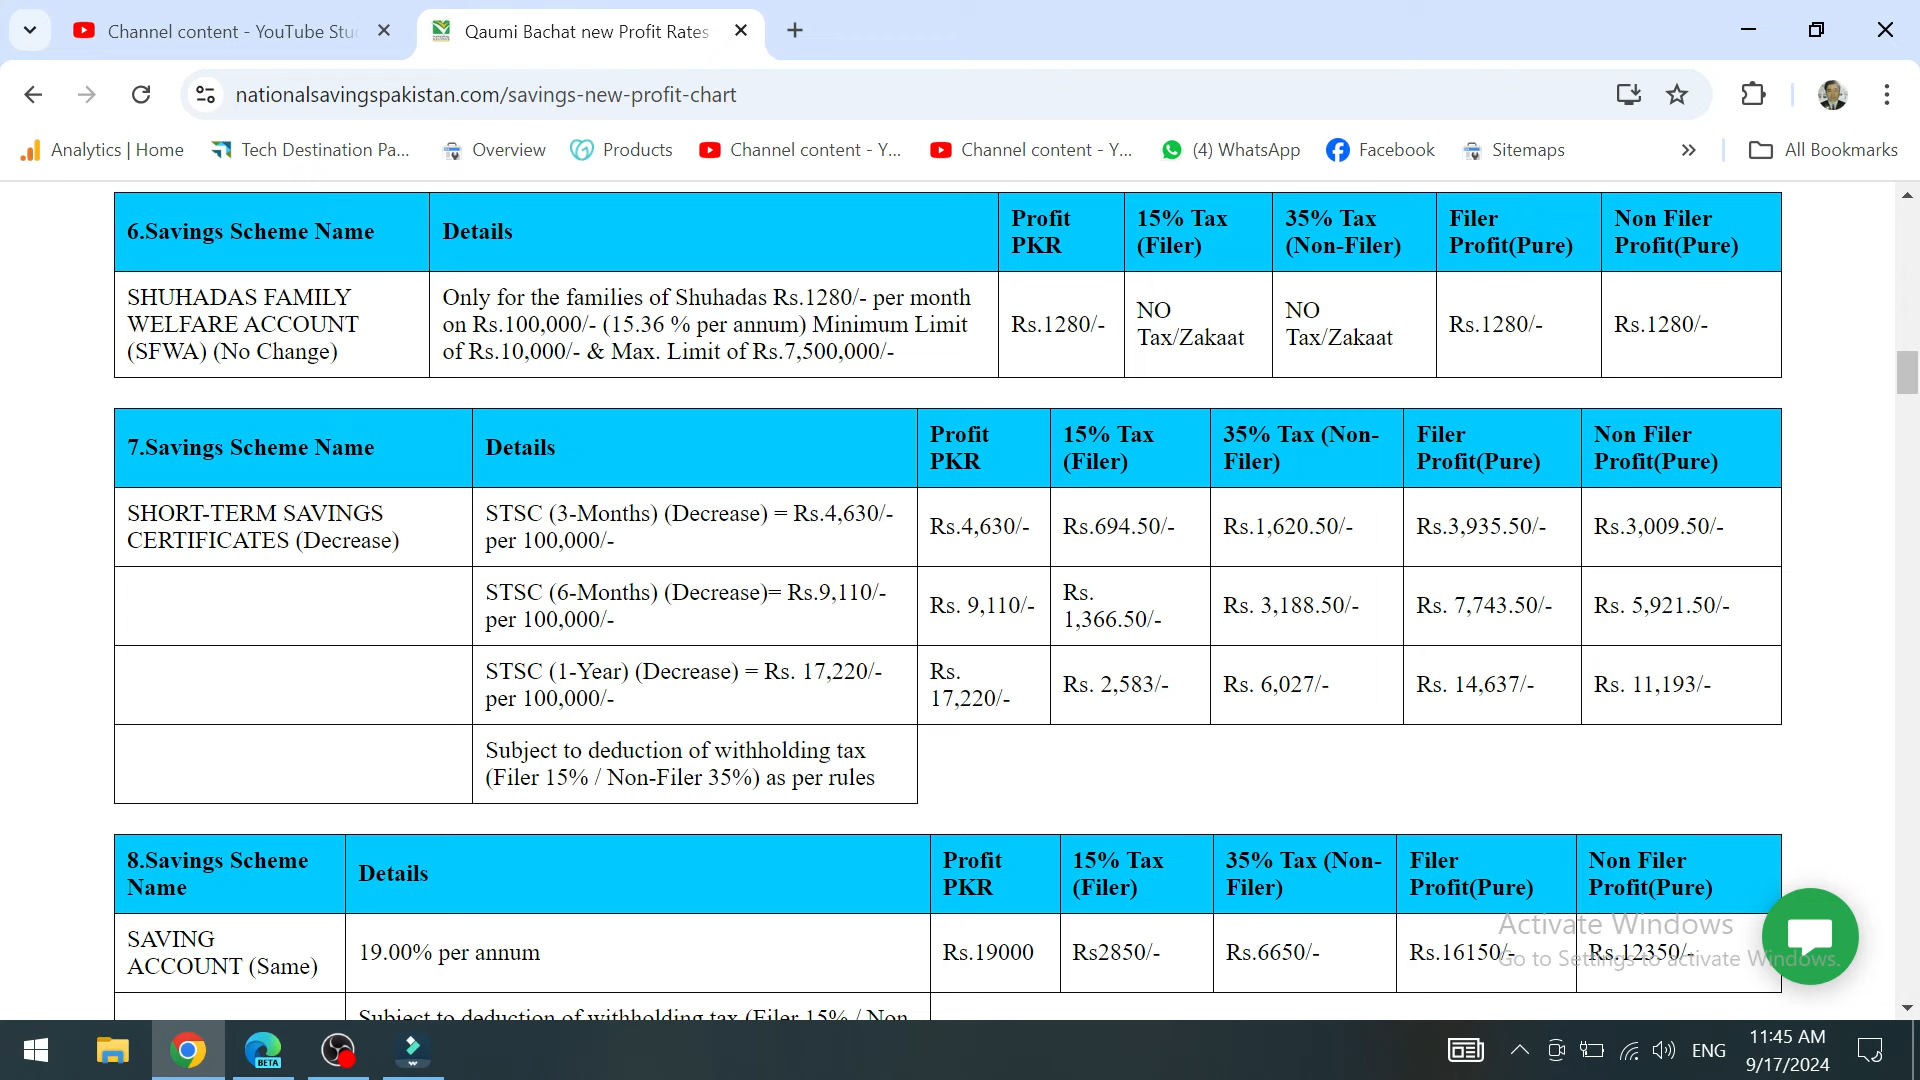 Channel content - YouTube Stu
Qaumi Bachat new Profit Rates
nationalsavingspakistan.com/savings-new-profit-chart
Analytics | Home
Tech Destination Pa...
Overview
Products
Channel content - Y...
Channel content - Y...
(4) WhatsApp
Facebook
Sitemaps
All Bookmarks
6.Savings Scheme Name
Details
Profit
PKR
15% Tax
(Filer)
35% Tax
(Non-Filer)
Filer
Profit(Pure)
Non Filer
Profit(Pure)
SHUHADAS FAMILY
WELFARE ACCOUNT
(SFWA) (No Change)
Only for the families of Shuhadas Rs.1280/- per month
on Rs.100,000/- (15.36 % per annum) Minimum Limit
of Rs.10,000/- & Max. Limit of Rs.7,500,000/-
Rs.1280/-
NO
Tax/Zakaat
NO
Tax/Zakaat
Rs.1280/-
Rs.1280/-
7.Savings Scheme Name
Details
Profit
PKR
15% Tax
(Filer)
35% Tax (Non-
Filer)
Filer
Profit(Pure)
Non Filer
Profit(Pure)
SHORT-TERM SAVINGS
CERTIFICATES (Decrease)
STSC (3-Months) (Decrease) = Rs.4,630/-
per 100,000/-
Rs.4,630/-
Rs.694.50/-
Rs.1,620.50/-
Rs.3,935.50/-
Rs.3,009.50/-
STSC (6-Months) (Decrease)= Rs.9,110/-
per 100,000/-
Rs. 9,110/-
Rs.
1,366.50/-
Rs. 3,188.50/-
Rs. 7,743.50/-
Rs. 5,921.50/-
STSC (1-Year) (Decrease) = Rs. 17,220/-
per 100,000/-
Rs.
17,220/-
Rs. 2,583/-
Rs. 6,027/-
Rs. 14,637/-
Rs. 11,193/-
Subject to deduction of withholding tax
(Filer 15% / Non-Filer 35%) as per rules
8.Savings Scheme
Name
Details
Profit
PKR
15% Tax
(Filer)
35% Tax (Non-
Filer)
Filer
Profit(Pure)
Non Filer
Profit(Pure)
SAVING
ACCOUNT (Same)
19.00% per annum
Rs.19000
Rs2850/-
Rs.6650/-
Rs.16150/-
Rs.12350/-
Subject to deduction of withholding tax (Filer 15% / Non
Activate Windows
Go to Settings to activate Windows.
BETA
ENG
11:45 AM
9/17/2024